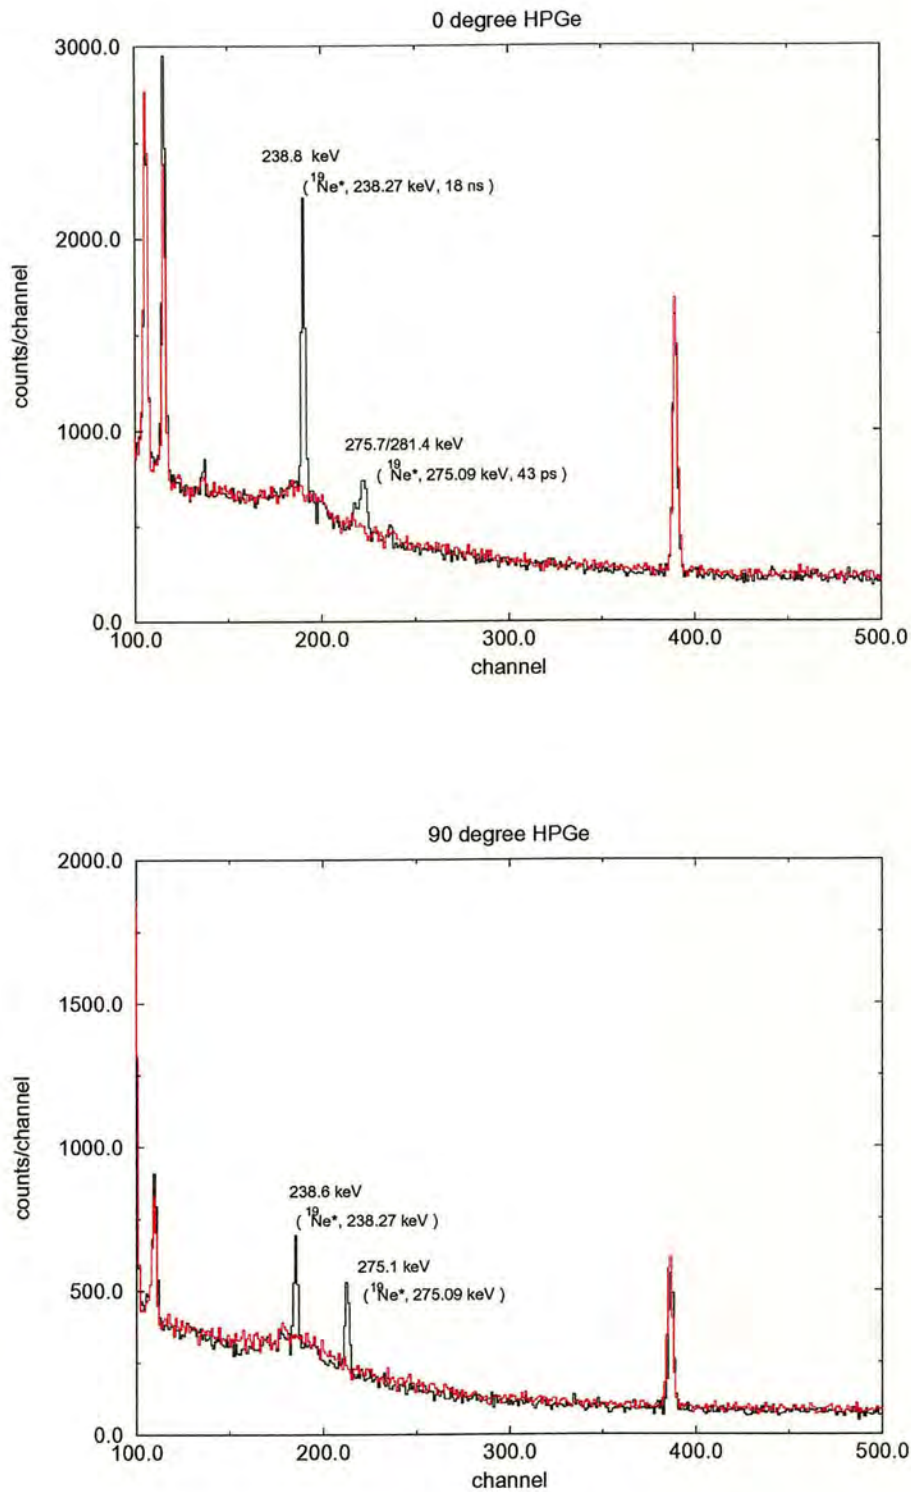 0 degree HPGe
3000.0
238.8 keV
( ¹⁹Ne*, 238.27 keV, 18 ns )
2000.0
counts/channel
275.7/281.4 keV
( ¹⁹Ne*, 275.09 keV, 43 ps )
1000.0
0.0
100.0 200.0 300.0 400.0 500.0
channel
90 degree HPGe
2000.0
1500.0
counts/channel
1000.0
238.6 keV
( ¹⁹Ne*, 238.27 keV )
275.1 keV
( ¹⁹Ne*, 275.09 keV )
500.0
0.0
100.0 200.0 300.0 400.0 500.0
channel